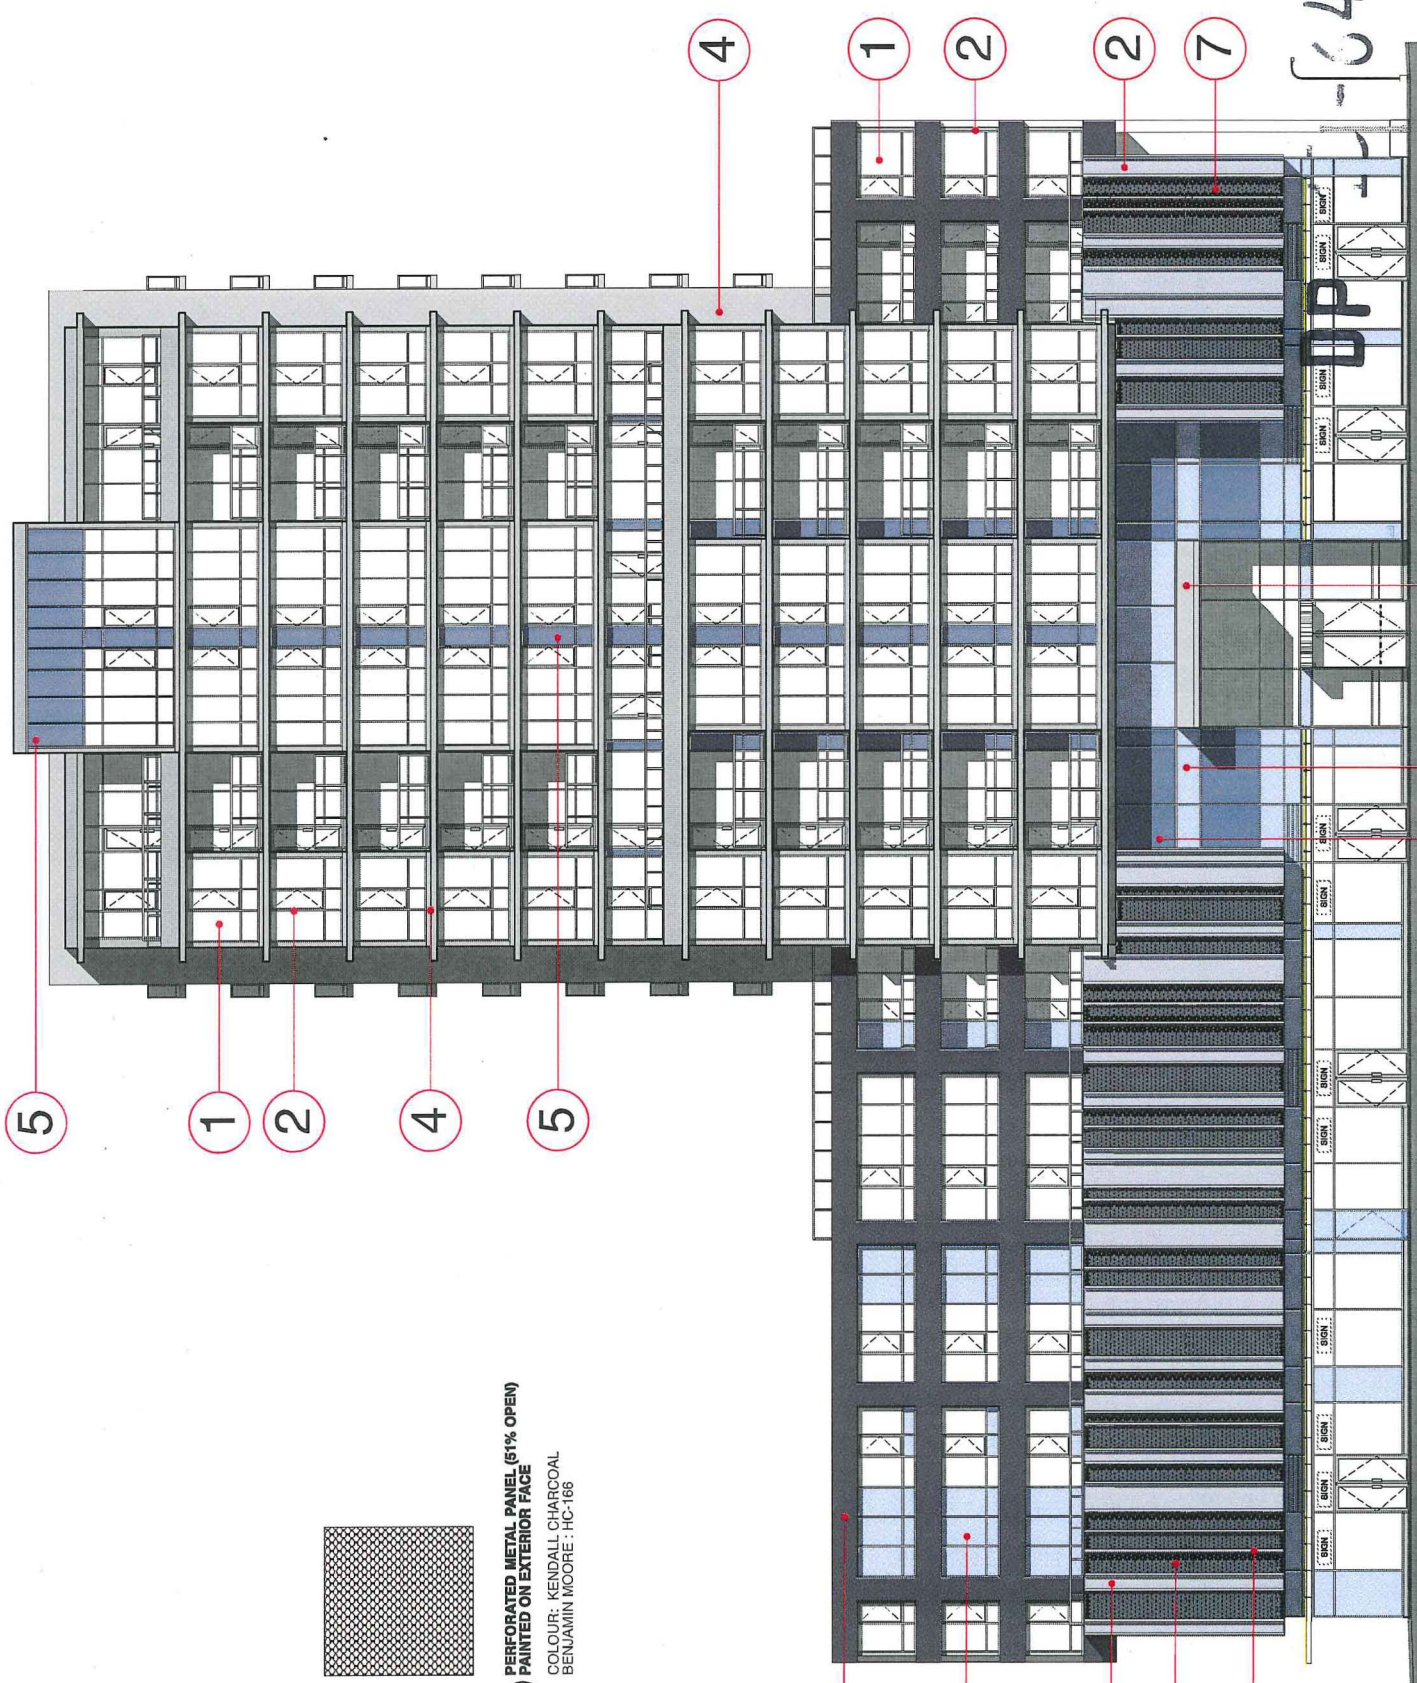 4
1
2
2
7
5
1
2
4
4
5
5
PERFORATED METAL PANEL (51% OPEN)
PAINTED ON EXTERIOR FACE
COLOUR: KENDALL CHARCOAL
BENJAMIN MOORE : HC-166
SIGN
SIGN
SIGN
SIGN
SIGN
SIGN
SIGN
SIGN
SIGN
SIGN
SIGN
SIGN
DP